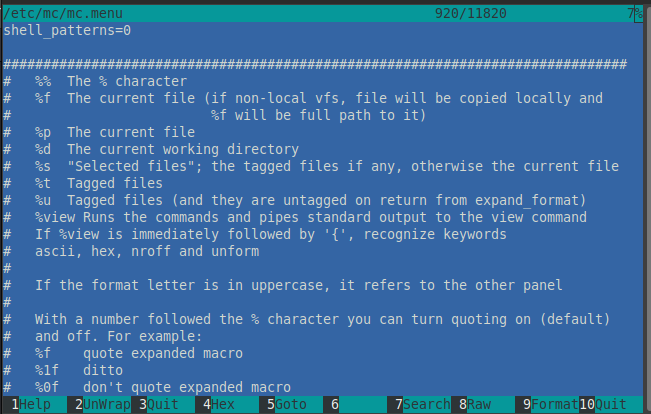 /etc/mc/mc.menu 920/11820 7%
shell_patterns=0
##############################################################################
# %% The % character
# %f The current file (if non-local vfs, file will be copied locally and
# %f will be full path to it)
# %p The current file
# %d The current working directory
# %s "Selected files"; the tagged files if any, otherwise the current file
# %t Tagged files
# %u Tagged files (and they are untagged on return from expand_format)
# %view Runs the commands and pipes standard output to the view command
# If %view is immediately followed by '{', recognize keywords
# ascii, hex, nroff and unform
#
# If the format letter is in uppercase, it refers to the other panel
#
# With a number followed the % character you can turn quoting on (default)
# and off. For example:
# %f quote expanded macro
# %1f ditto
# %0f don't quote expanded macro
1Help 2UnWrap 3Quit 4Hex 5Goto 6 7Search 8Raw 9Format 10Quit